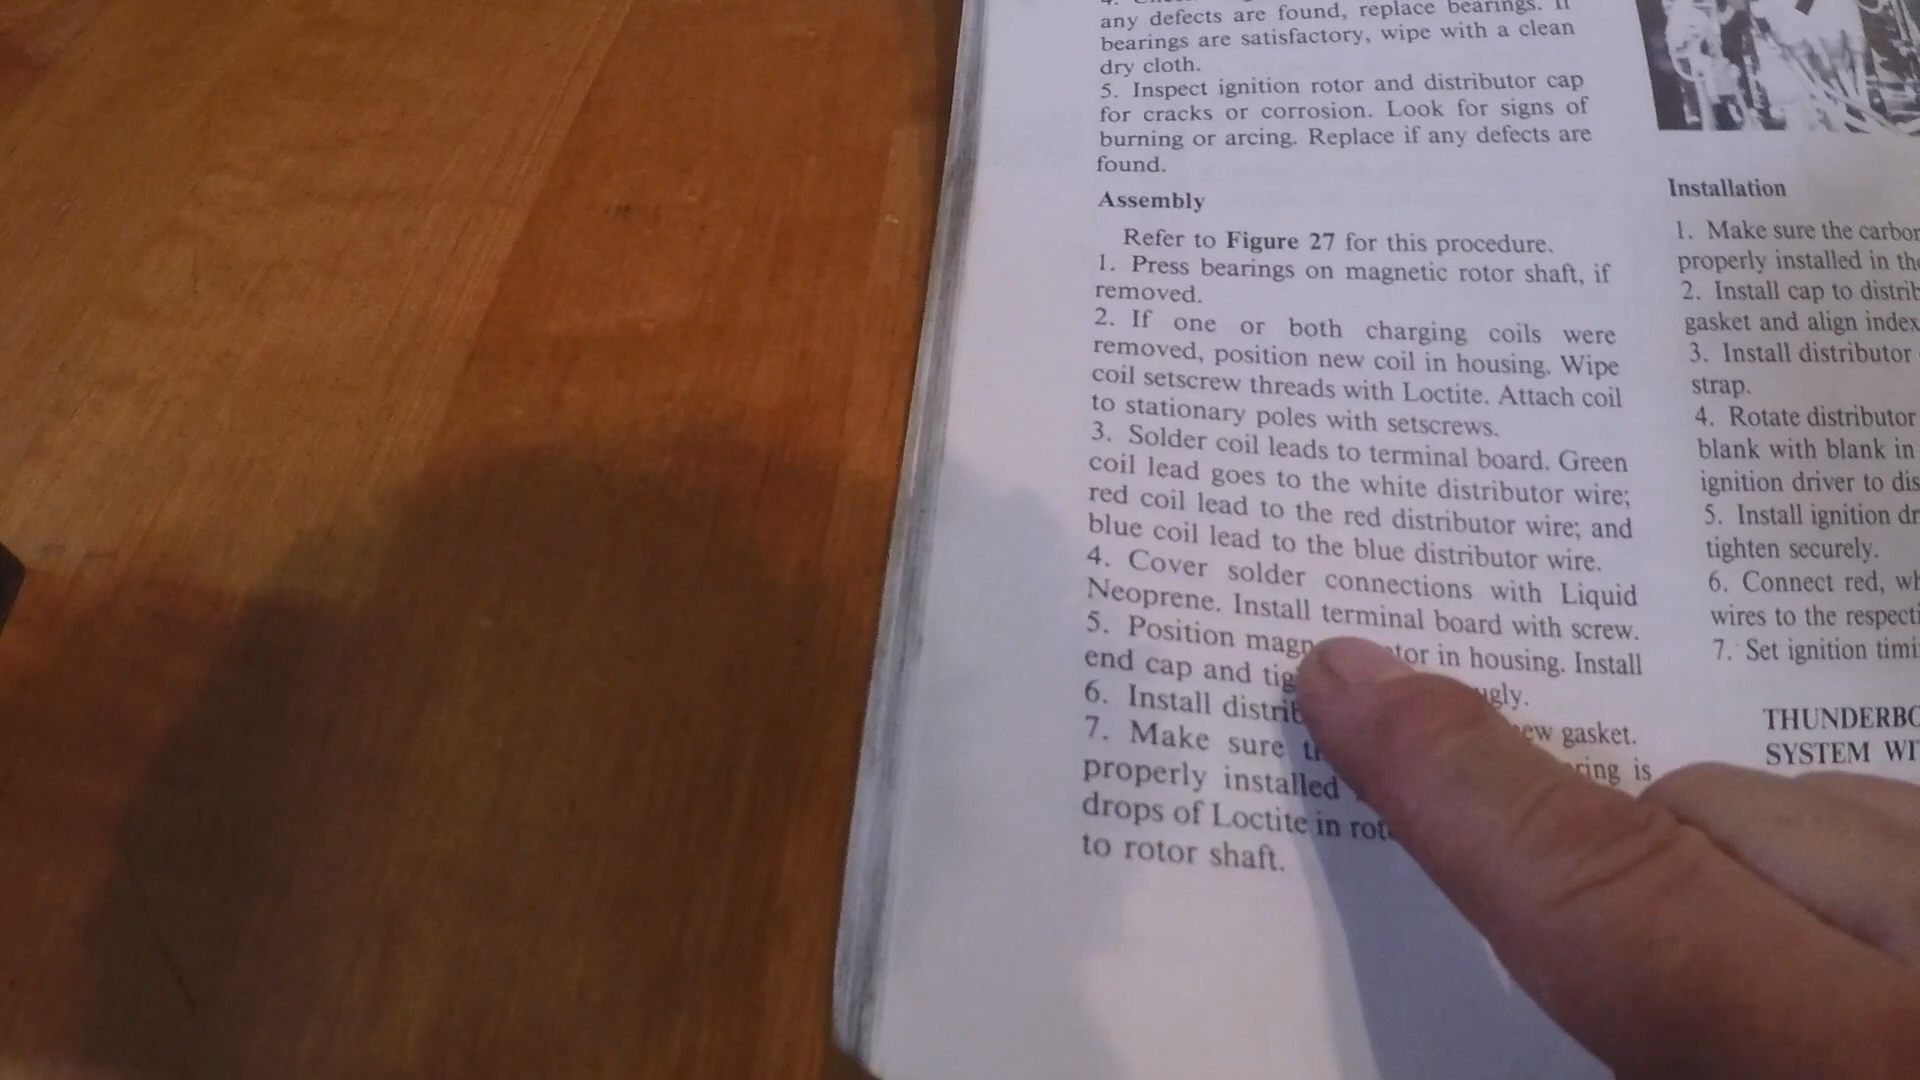 any defects are found, replace bearings. If
bearings are satisfactory, wipe with a clean
dry cloth.
5. Inspect ignition rotor and distributor cap
for cracks or corrosion. Look for signs of
burning or arcing. Replace if any defects are
found.
Assembly
Refer to Figure 27 for this procedure.
1. Press bearings on magnetic rotor shaft, if
removed.
2. If one or both charging coils were
removed, position new coil in housing. Wipe
coil setscrew threads with Loctite. Attach coil
to stationary poles with setscrews.
3. Solder coil leads to terminal board. Green
coil lead goes to the white distributor wire;
red coil lead to the red distributor wire; and
blue coil lead to the blue distributor wire.
4. Cover solder connections with Liquid
Neoprene. Install terminal board with screw.
5. Position in housing. Install
end cap and
6. Install gasket.
7. Make sure is
properly installed
drops of Loctite in
to rotor shaft.
Installation
1. Make sure the
properly installed in
2. Install cap to
gasket and align
3. Install distributor
strap.
4. Rotate distributor
blank with blank in
ignition driver to
5. Install ignition
tighten securely.
6. Connect red,
wires to the
7. Set ignition
SYSTEM